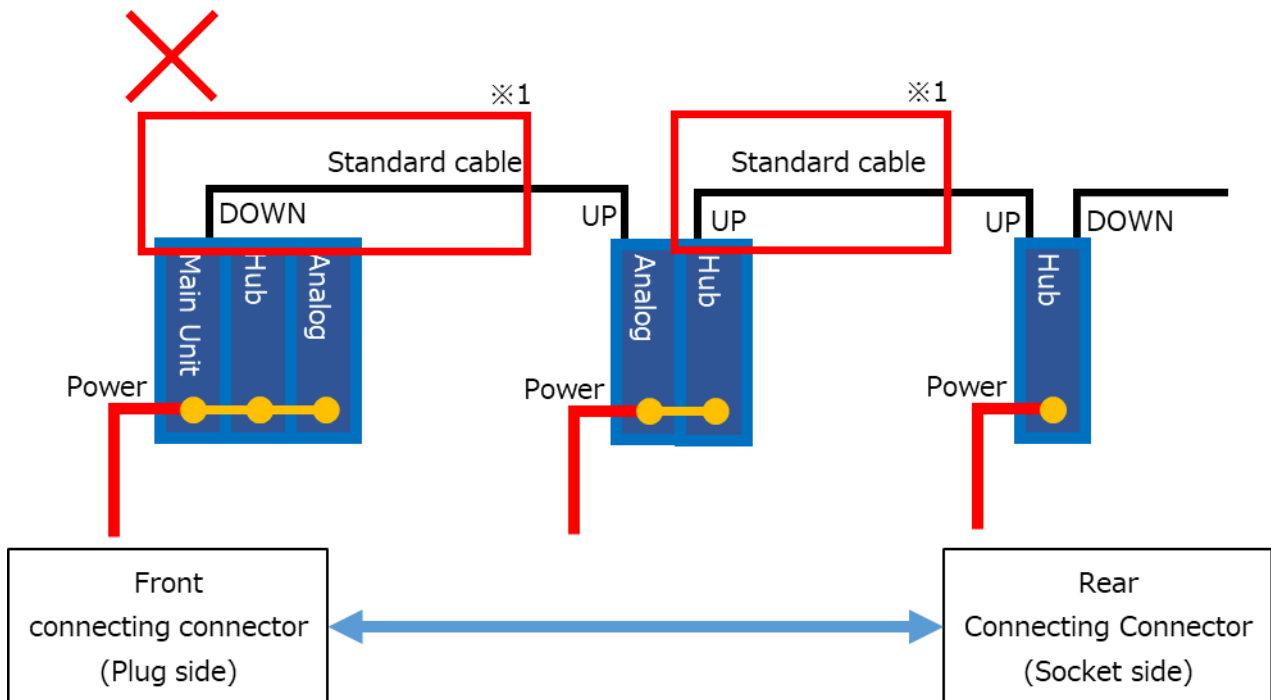 ※1
※1
Standard cable
Standard cable
DOWN
UP
UP
UP
DOWN
Main Unit
Hub
Analog
Analog
Hub
Hub
Power
Power
Power
Front
connecting connector
(Plug side)
Rear
Connecting Connector
(Socket side)